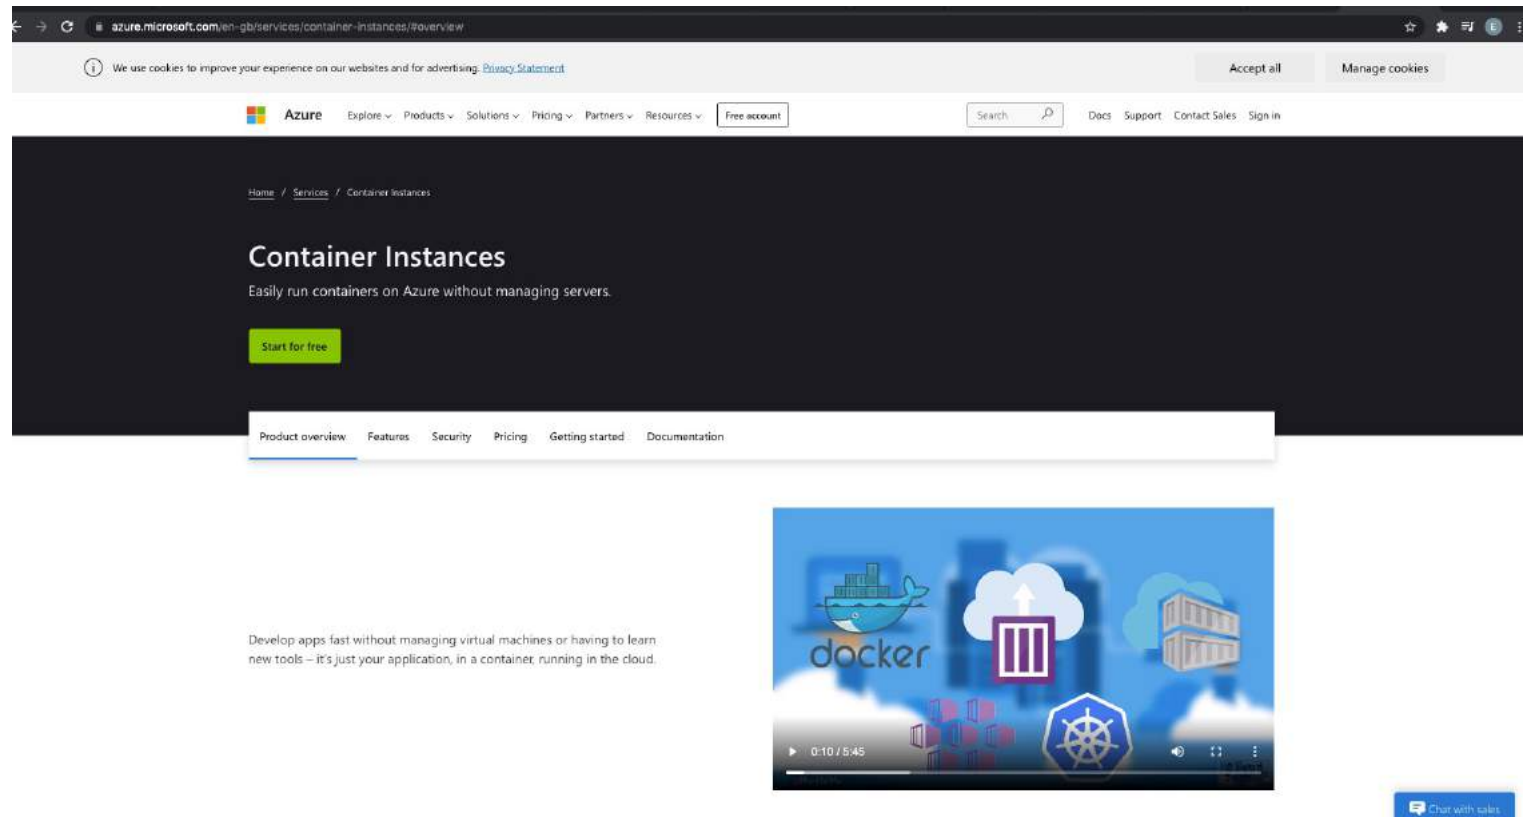 azure.microsoft.com/en-gb/services/container-instances/#overview
E
We use cookies to improve your experience on our websites and for advertising. Privacy Statement
Accept all
Manage cookies
Azure
Explore
Products
Solutions
Pricing
Partners
Resources
Free account
Search
Docs
Support
Contact Sales
Sign in
Home / Services / Container Instances
Container Instances
Easily run containers on Azure without managing servers.
Start for free
Product overview
Features
Security
Pricing
Getting started
Documentation
Develop apps fast without managing virtual machines or having to learn
new tools – it's just your application, in a container, running in the cloud.
docker
0:10 / 5:45
Chat with sales